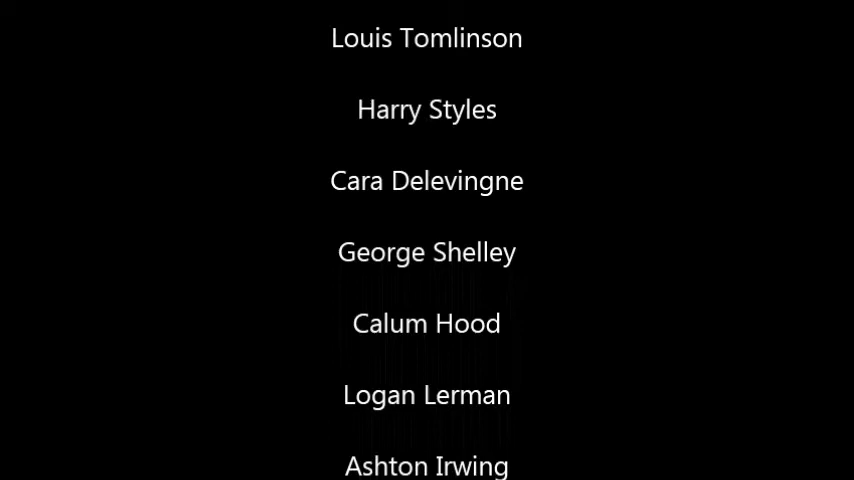 Louis Tomlinson
Harry Styles
Cara Delevingne
George Shelley
Calum Hood
Logan Lerman
Ashton Irwing